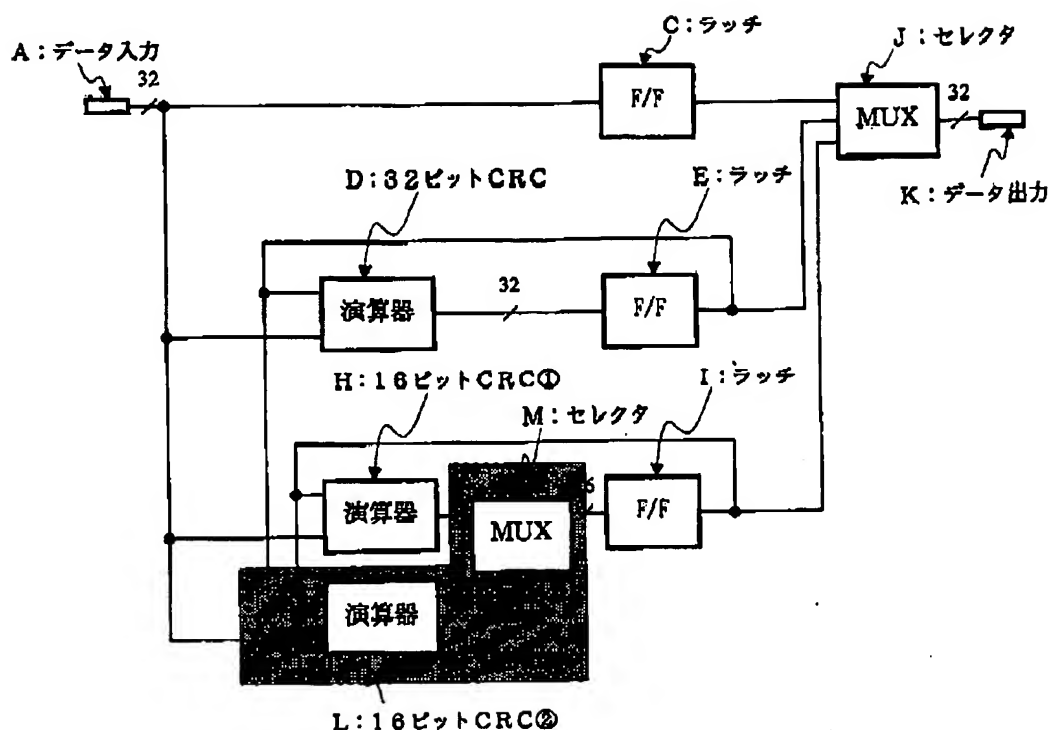 C:ラッチ
J:セレクタ
A:データ入力
32
F/F
MUX
32
K:データ出力
D:32ビットCRC
E:ラッチ
演算器
32
F/F
H:16ビットCRC①
I:ラッチ
M:セレクタ
演算器
MUX
6
F/F
演算器
L:16ビットCRC②